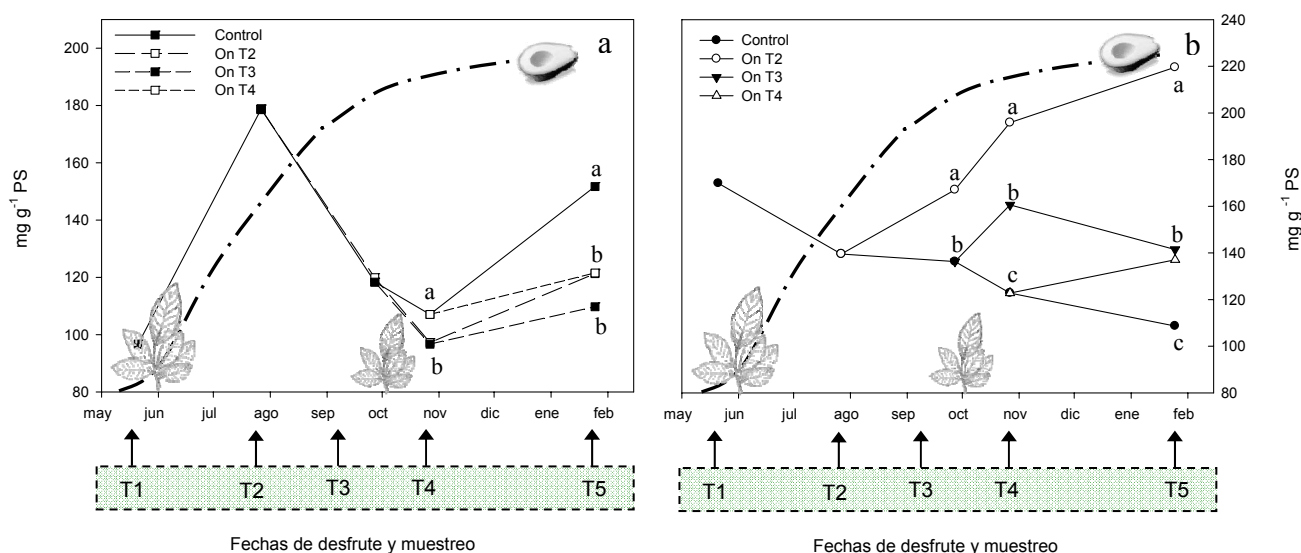 a
Control
On T2
On T3
On T4
200
180
160
140
120
100
80
mg g-1 PS
a
b
a
b
b
may jun jul ago sep oct nov dic ene feb
T1 T2 T3 T4 T5
Fechas de desfrute y muestreo
b
Control
On T2
On T3
On T4
240
220
200
180
160
140
120
100
80
mg g-1 PS
a
a
a
b
b
b
c
c
may jun jul ago sep oct nov dic ene feb
T1 T2 T3 T4 T5
Fechas de desfrute y muestreo